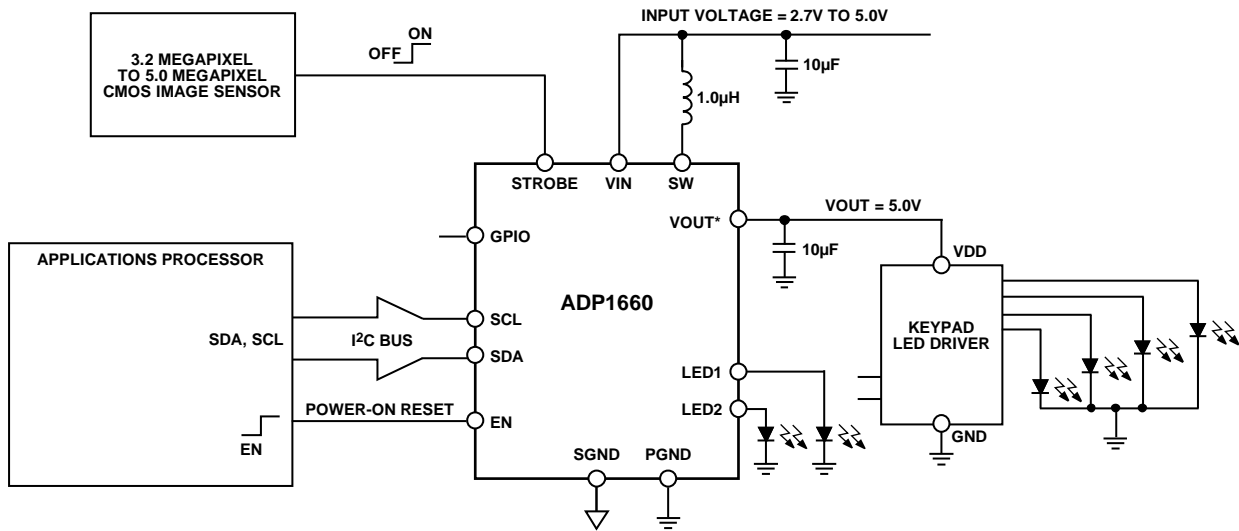 INPUT VOLTAGE = 2.7V TO 5.0V
ON
OFF
3.2 MEGAPIXEL
TO 5.0 MEGAPIXEL
CMOS IMAGE SENSOR
10µF
1.0µH
STROBE
VIN
SW
VOUT*
VOUT = 5.0V
GPIO
10µF
VDD
APPLICATIONS PROCESSOR
ADP1660
SCL
SDA, SCL
I²C BUS
KEYPAD
LED DRIVER
SDA
LED1
POWER-ON RESET
LED2
EN
EN
GND
SGND
PGND